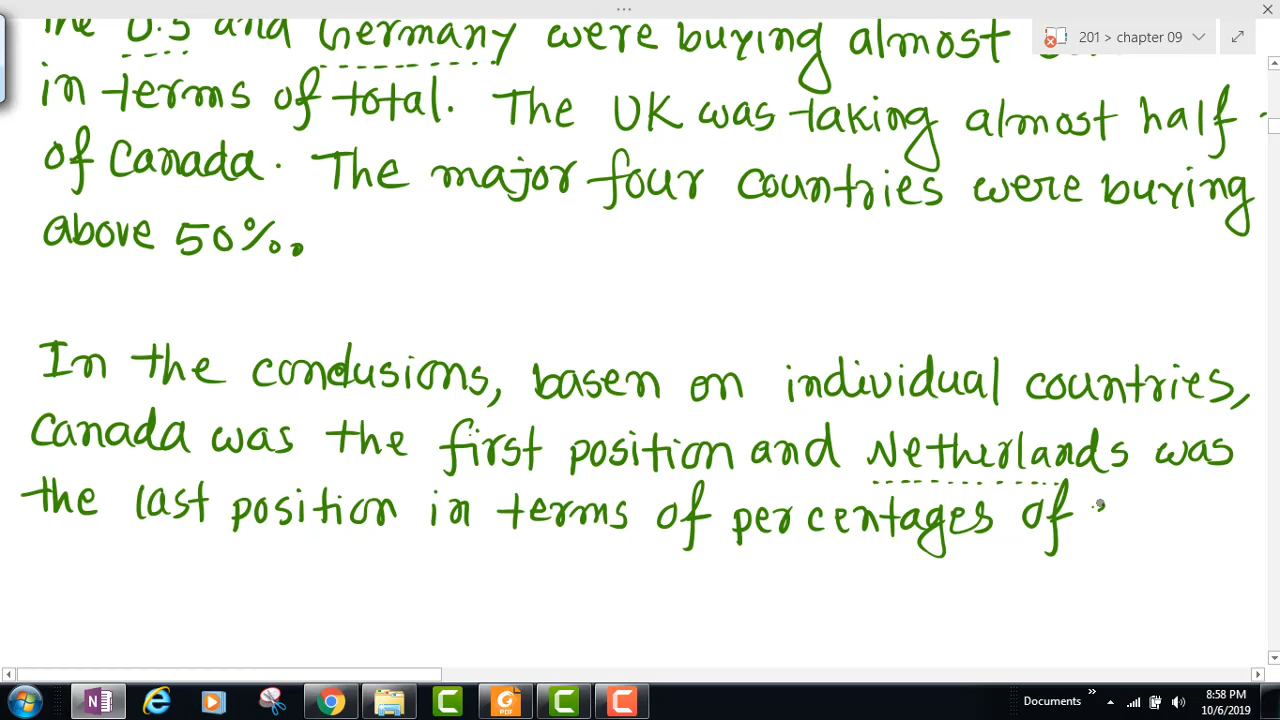 201 > chapter 09
the U.S and Germany were buying almost
in terms of total. The UK was taking almost half
of Canada. The major four countries were buying
above 50%.
In the condusions, basen on individual countries,
Canada was the first position and Netherlands was
the last position in terms of percentages of
Documents
8:58 PM
10/6/2019